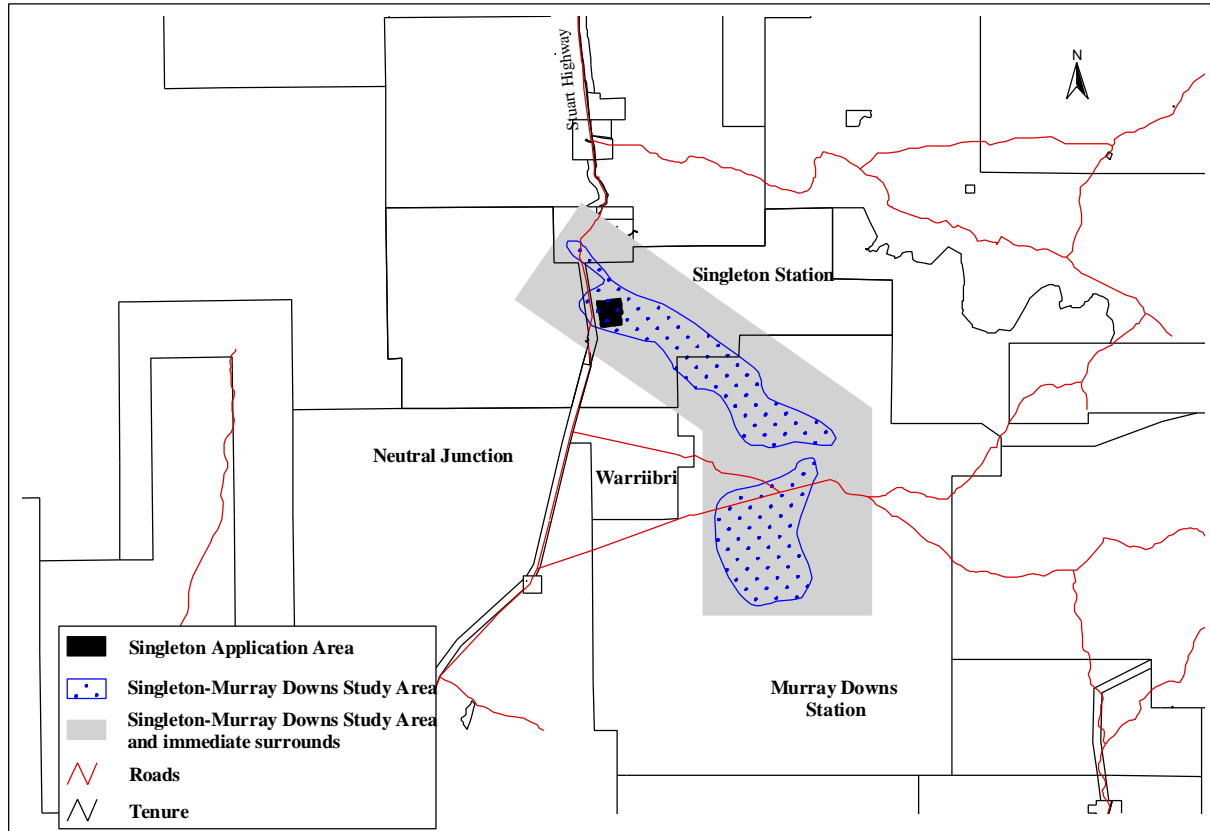 Stuart Highway
N
Singleton Station
Neutral Junction
Warriibri
Murray Downs
Station
Singleton Application Area
Singleton-Murray Downs Study Area
Singleton-Murray Downs Study Area
and immediate surrounds
Roads
Tenure